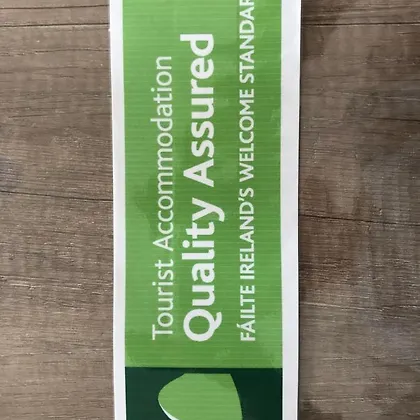 Tourist Accommodation
Quality Assured
FÁILTE IRELAND'S WELCOME STANDAR